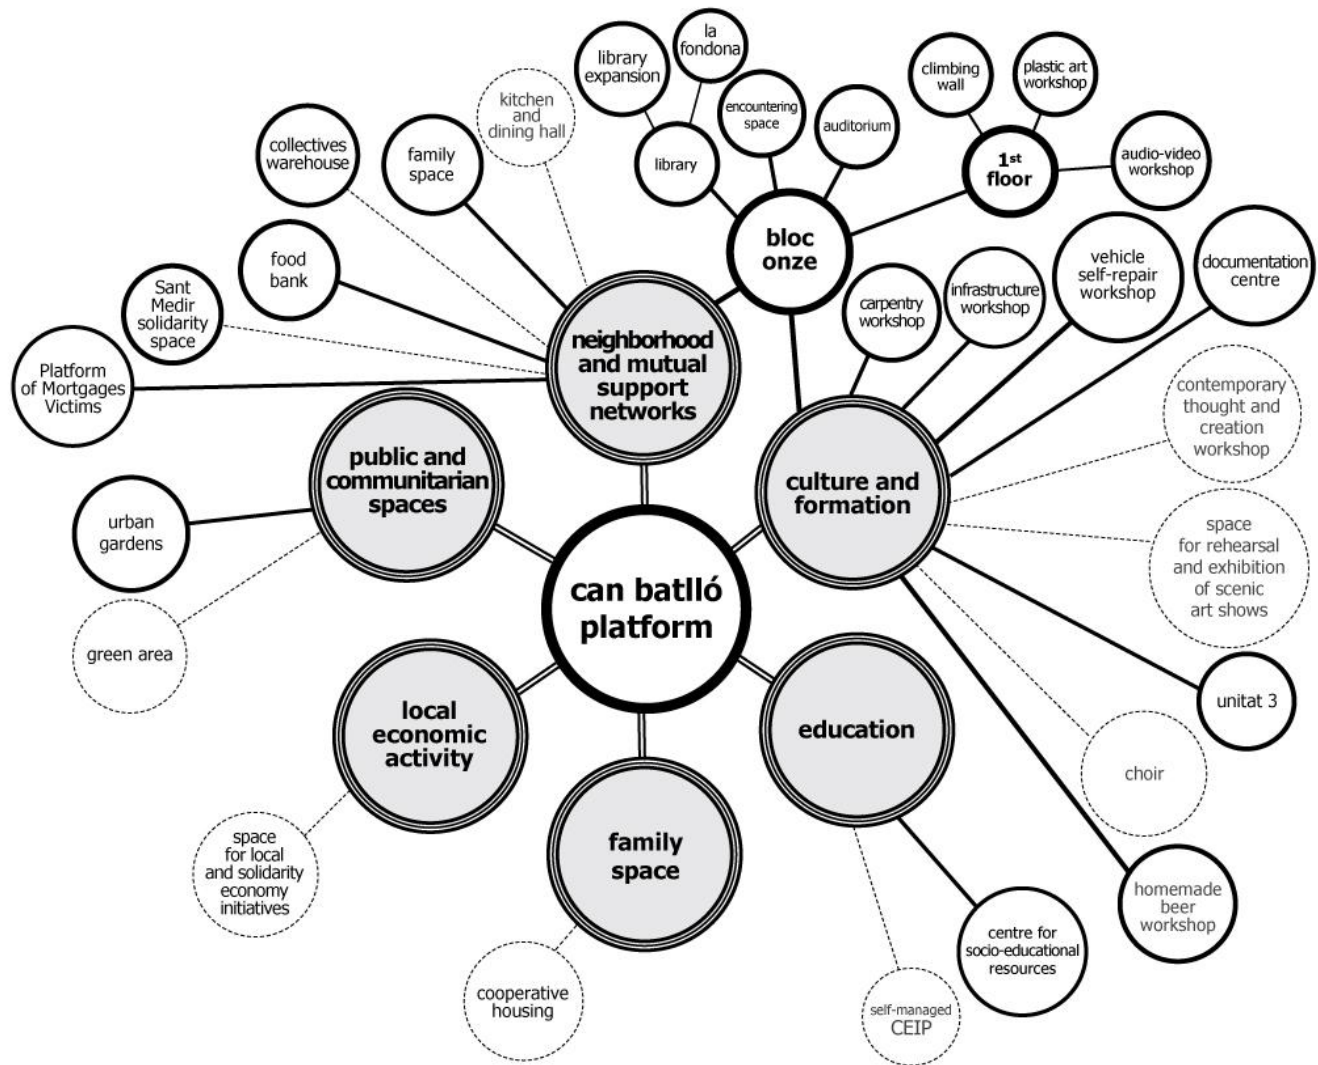 la
fondona
library
expansion
climbing
wall
plastic art
workshop
kitchen
and
dining hall
encountering
space
auditorium
collectives
warehouse
family
space
library
1st
floor
audio-video
workshop
bloc
onze
food
bank
vehicle
self-repair
workshop
documentation
centre
Sant
Medir
solidarity
space
carpentry
workshop
infrastructure
workshop
neighborhood
and mutual
support
networks
Platform
of Mortgages
Victims
contemporary
thought and
creation
workshop
public and
communitarian
spaces
culture and
formation
urban
gardens
space
for rehearsal
and exhibition
of scenic
art shows
can batlló
platform
green area
unitat 3
local
economic
activity
education
choir
family
space
space
for local
and solidarity
economy
initiatives
homemade
beer
workshop
centre for
socio-educational
resources
cooperative
housing
self-managed
CEIP